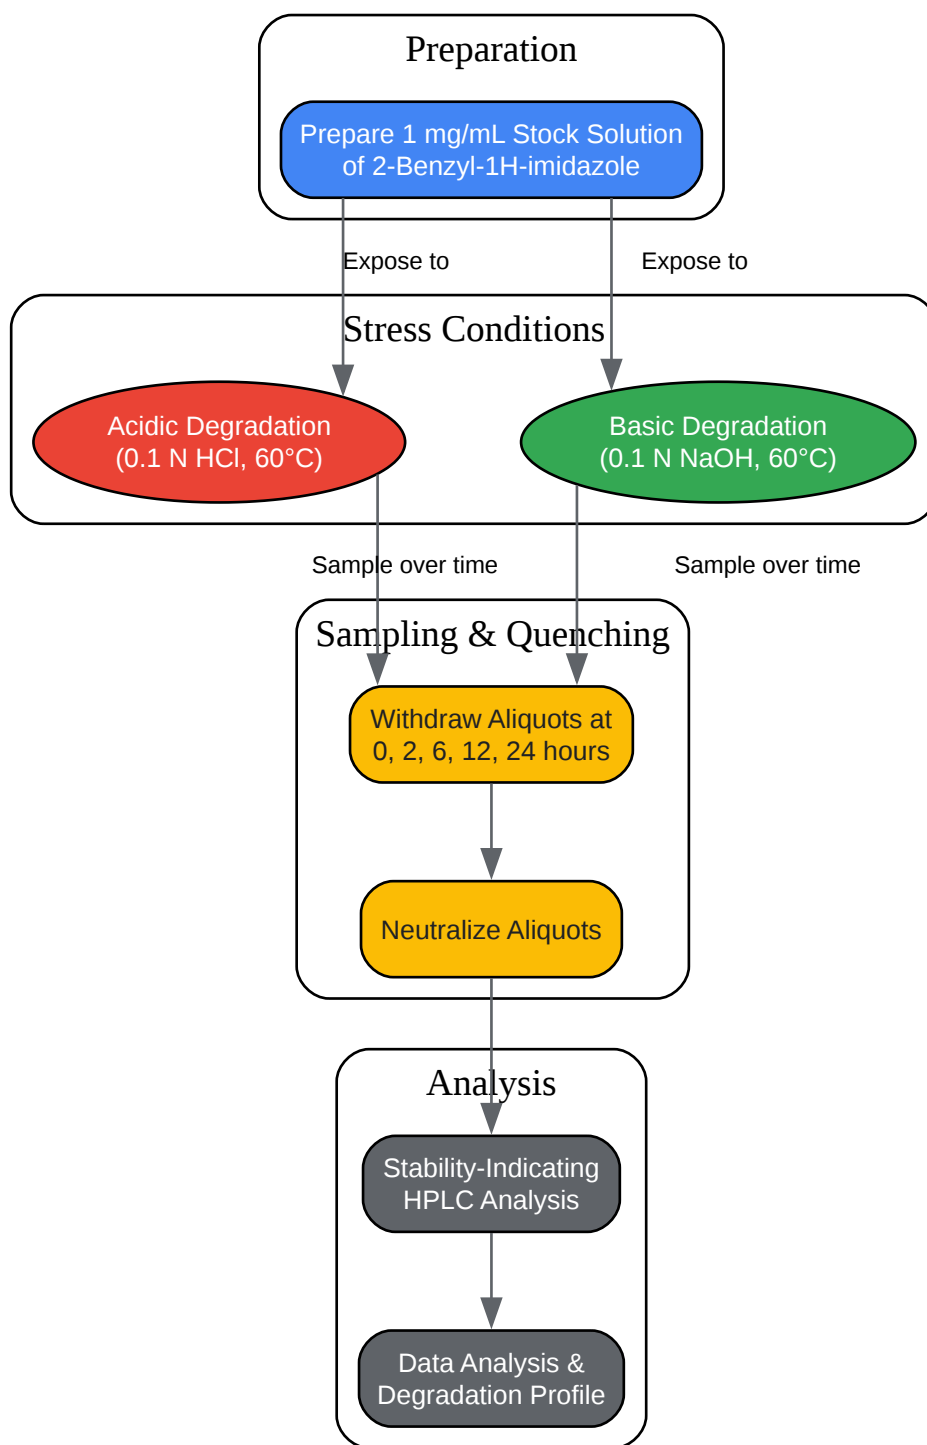 Preparation
Prepare 1 mg/mL Stock Solution
of 2-Benzyl-1H-imidazole
Expose to
Expose to
Stress Conditions
Acidic Degradation
(0.1 N HCl, 60°C)
Basic Degradation
(0.1 N NaOH, 60°C)
Sample over time
Sample over time
Sampling & Quenching
Withdraw Aliquots at
0, 2, 6, 12, 24 hours
Neutralize Aliquots
Analysis
Stability-Indicating
HPLC Analysis
Data Analysis &
Degradation Profile